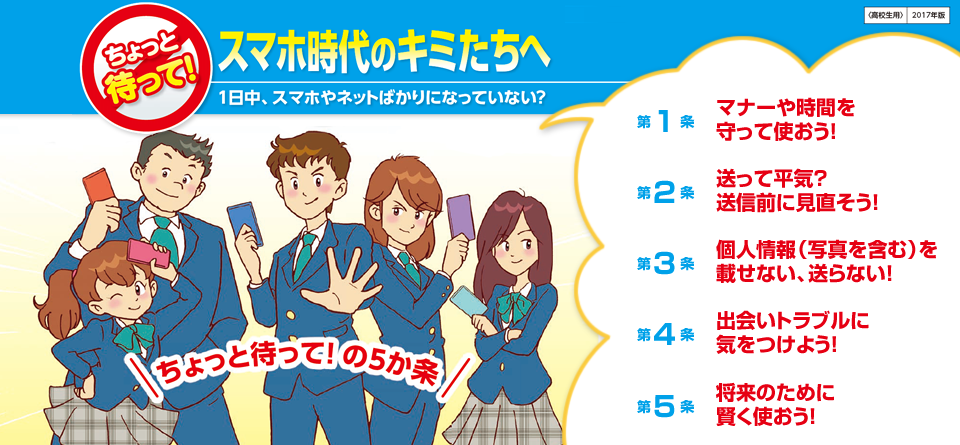 〈高校生用〉 2017年版
ちょっと
待って!
スマホ時代のキミたちへ
1日中、スマホやネットばかりになっていない?
ちょっと待って!の5か条
第1条 マナーや時間を
守って使おう!
第2条 送って平気?
送信前に見直そう!
第3条 個人情報(写真を含む)を
載せない、送らない!
第4条 出会いトラブルに
気をつけよう!
第5条 将来のために
賢く使おう!